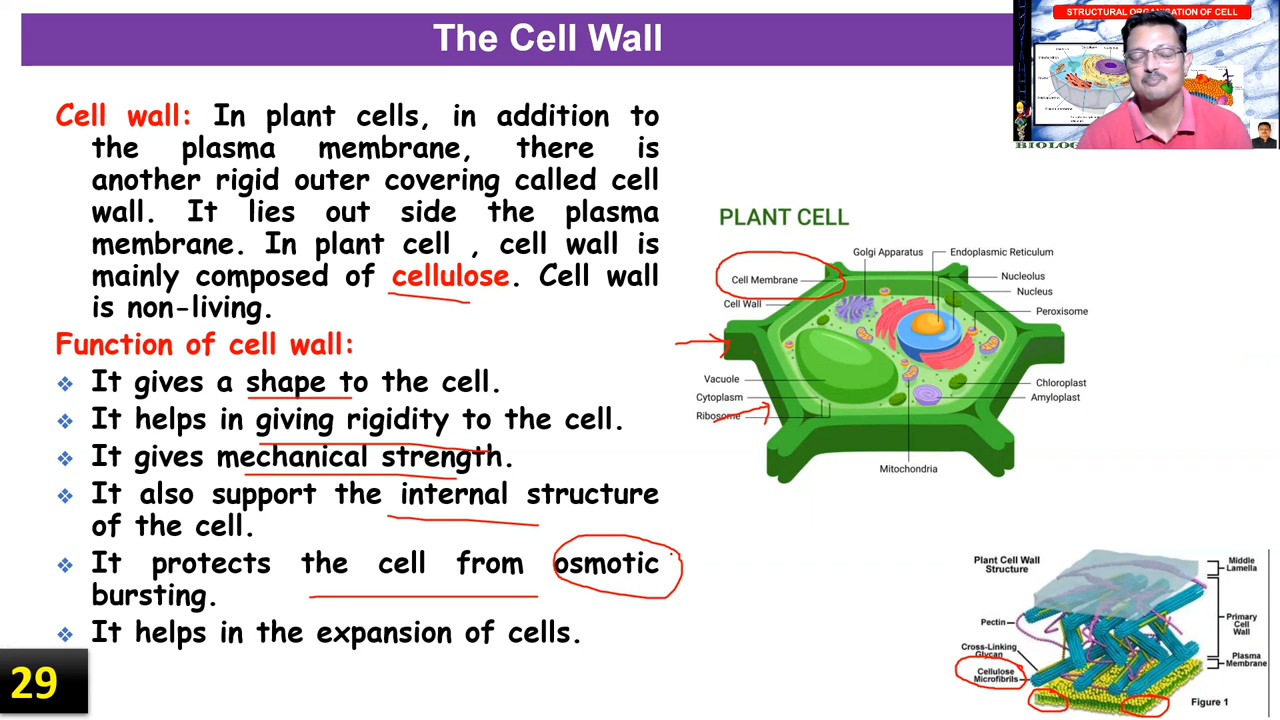 The Cell Wall
STRUCTURAL ORGANISATION OF CELL
BIOLOG
Cell wall: In plant cells, in addition to
the plasma membrane, there is
another rigid outer covering called cell
wall. It lies out side the plasma
membrane. In plant cell , cell wall is
mainly composed of cellulose. Cell wall
is non-living.
Function of cell wall:
❖ It gives a shape to the cell.
❖ It helps in giving rigidity to the cell.
❖ It gives mechanical strength.
❖ It also support the internal structure
of the cell.
❖ It protects the cell from osmotic
bursting.
❖ It helps in the expansion of cells.
29
PLANT CELL
Golgi Apparatus
Endoplasmic Reticulum
Cell Membrane
Nucleolus
Nucleus
Cell Wall
Peroxisome
Vacuole
Chloroplast
Cytoplasm
Amyloplast
Ribosome
Mitochondria
Plant Cell Wall
Structure
Middle
Lamella
Pectin
Primary
Cell
Wall
Cross-Linking
Glycan
Plasma
Membrane
Cellulose
Microfibrils
Figure 1